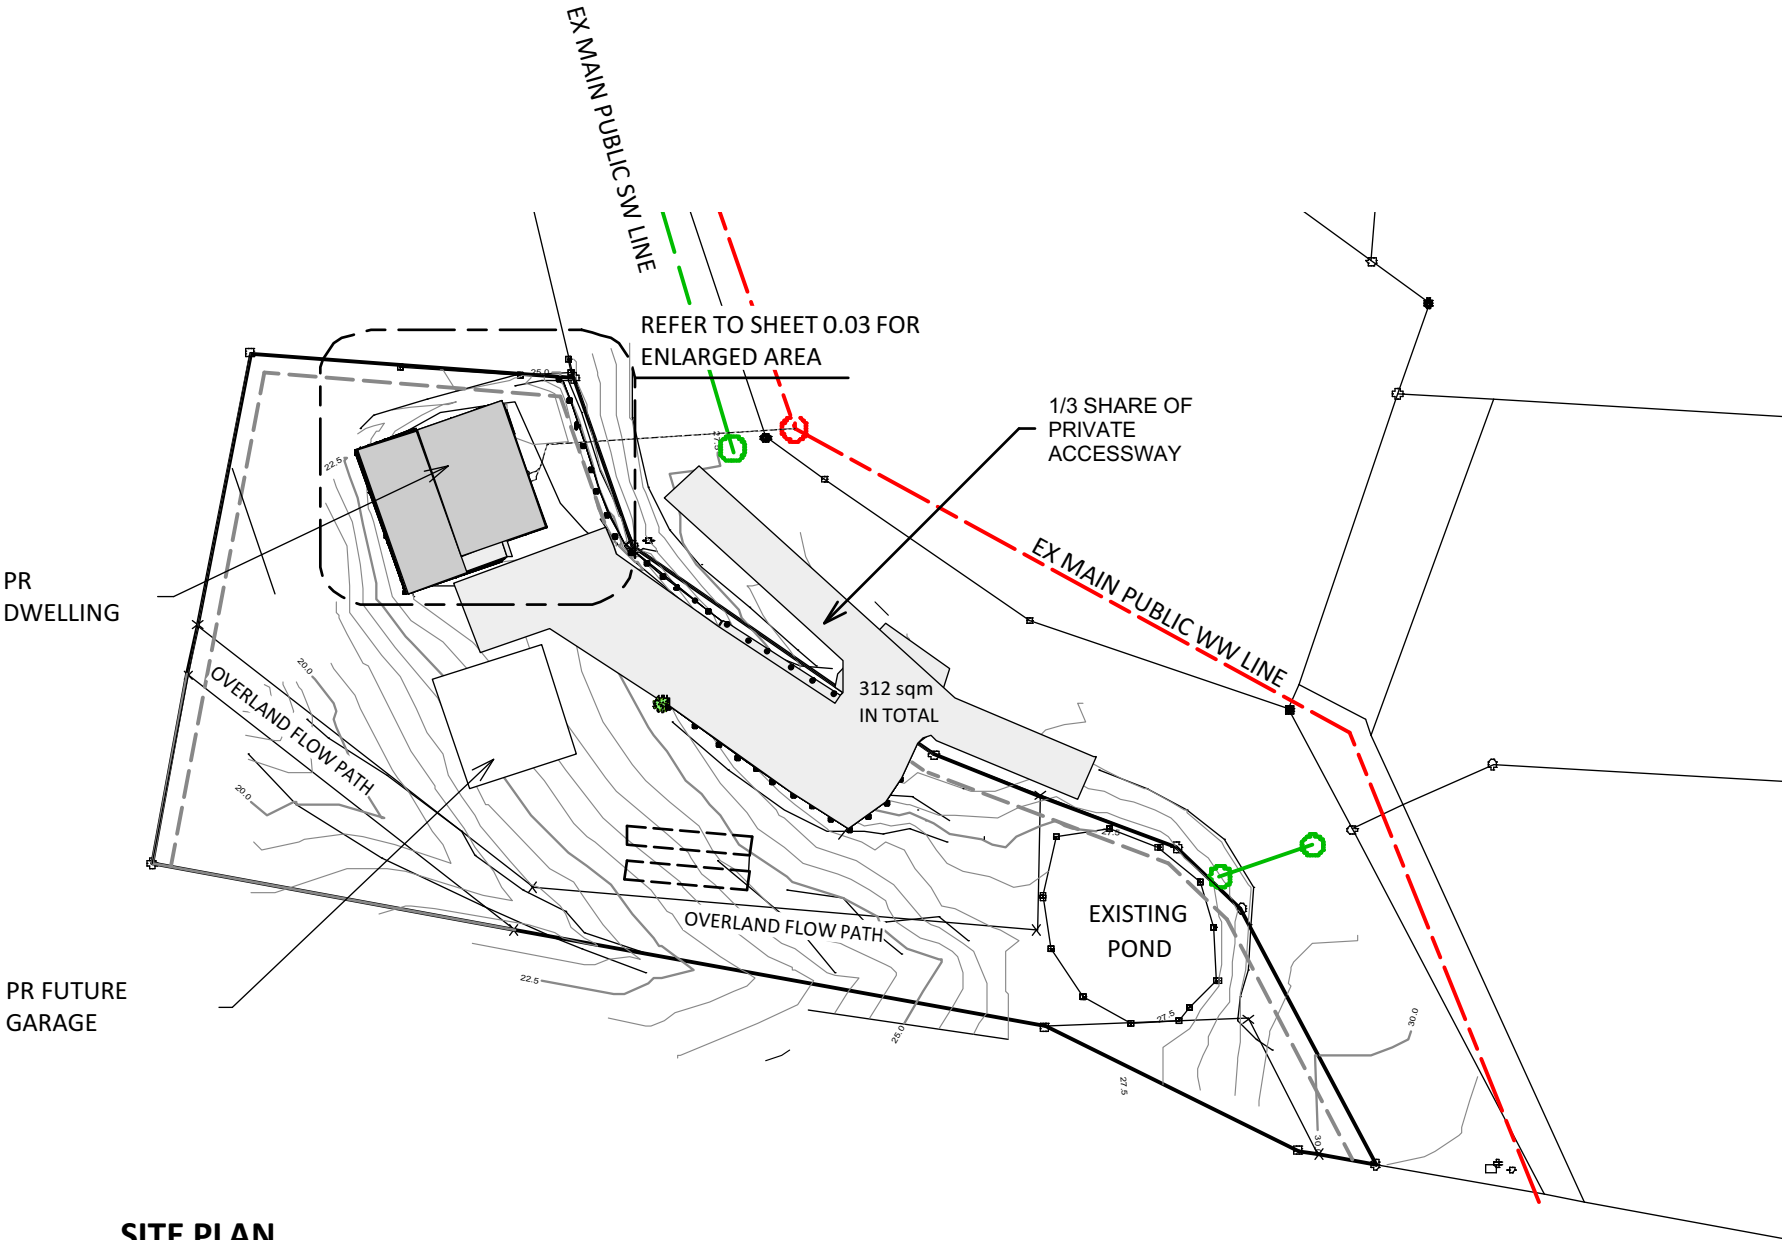 EX MAIN PUBLIC SW LINE
REFER TO SHEET 0.03 FOR
ENLARGED AREA
1/3 SHARE OF
PRIVATE
ACCESSWAY
EX MAIN PUBLIC WW LINE
PR
DWELLING
312 sqm
IN TOTAL
OVERLAND FLOW PATH
OVERLAND FLOW PATH
EXISTING
POND
PR FUTURE
GARAGE
25.0
22.5
27.5
20.0
20.0
22.5
25.0
27.5
27.5
27.5
30.0
SITE PLAN